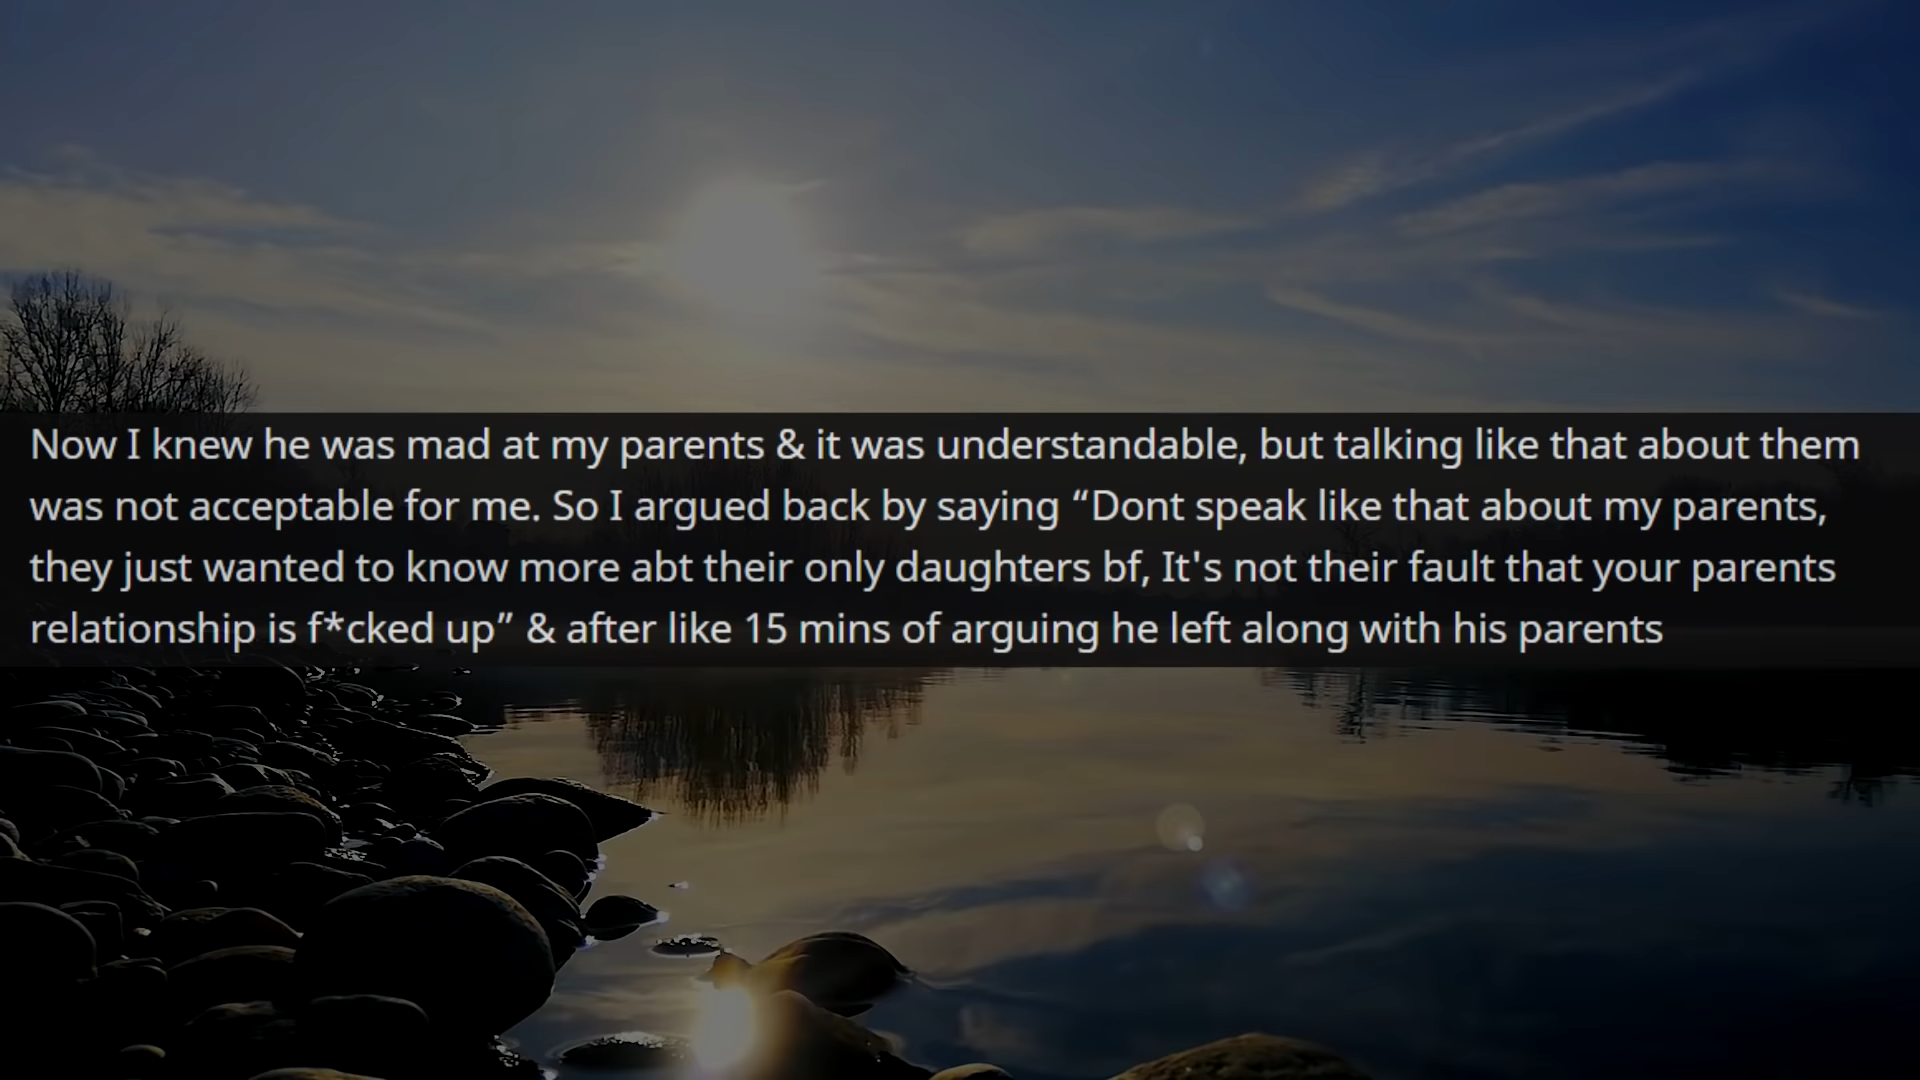 Now I knew he was mad at my parents & it was understandable, but talking like that about them
was not acceptable for me. So I argued back by saying “Dont speak like that about my parents,
they just wanted to know more abt their only daughters bf, It's not their fault that your parents
relationship is f*cked up” & after like 15 mins of arguing he left along with his parents